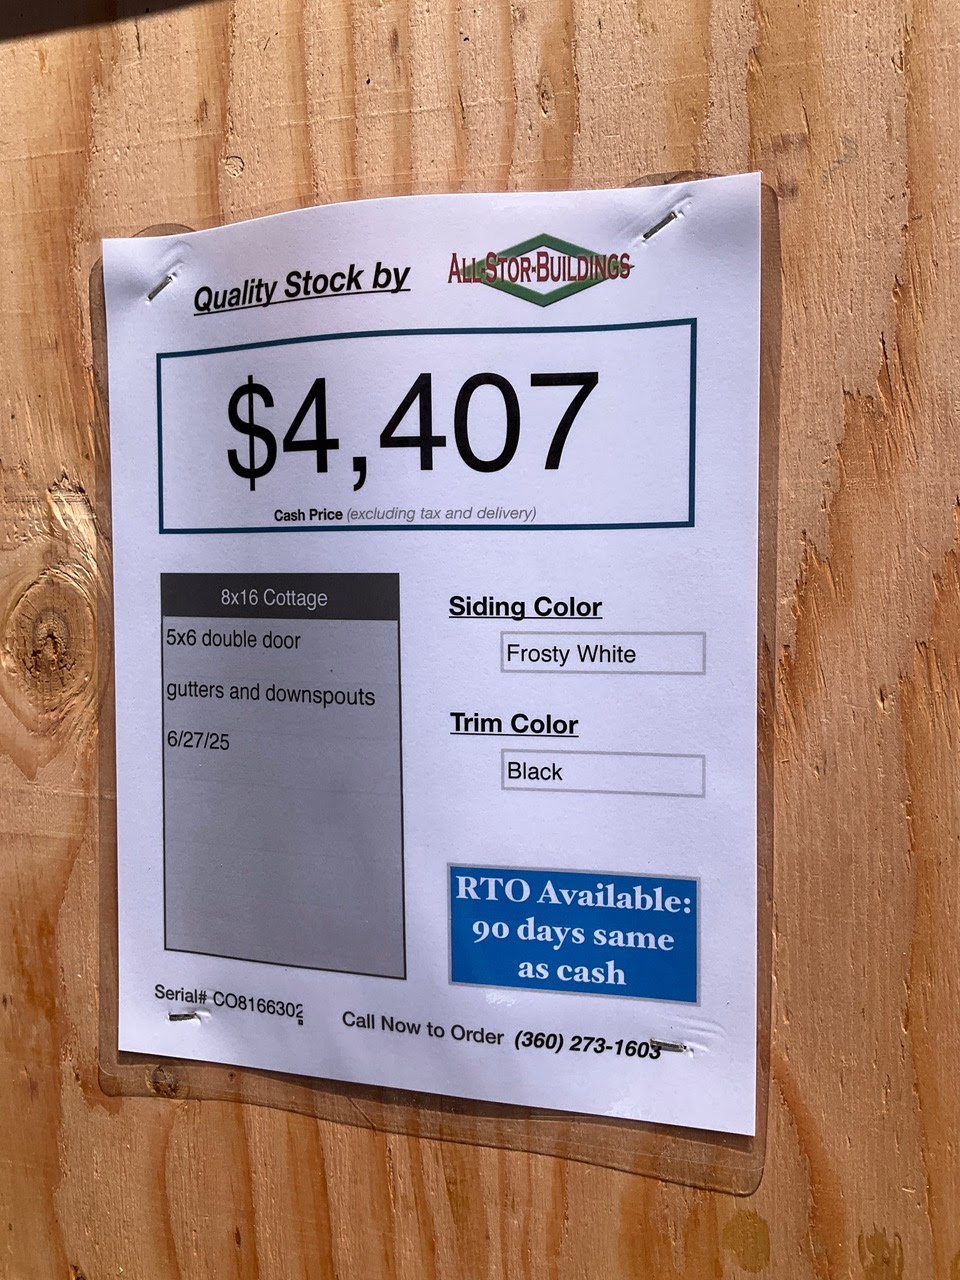 Quality Stock by
ALL-STOR-BUILDINGS
$4,407
Cash Price (excluding tax and delivery)
8x16 Cottage
5x6 double door
gutters and downspouts
6/27/25
Siding Color
Frosty White
Trim Color
Black
RTO Available:
90 days same
as cash
Serial# CO8166302
Call Now to Order (360) 273-1603